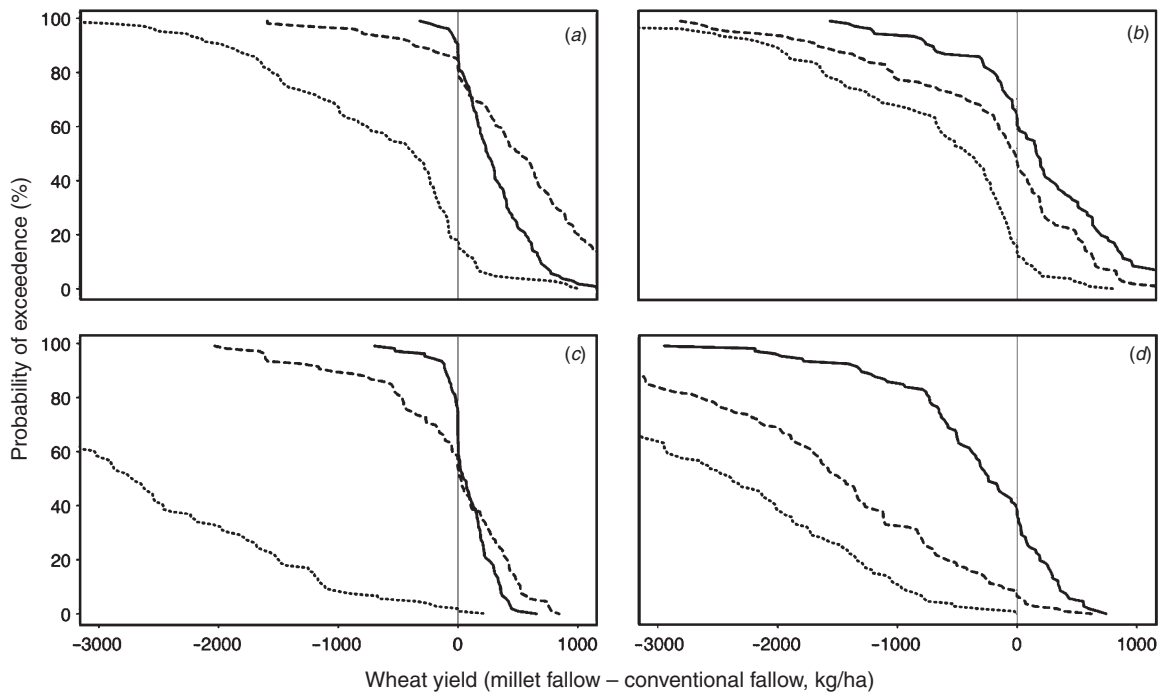 100
80
60
40
20
0
(a)
(b)
100
80
60
40
20
0
(c)
(d)
−3000 −2000 −1000 0 1000 −3000 −2000 −1000 0 1000
Probability of exceedence (%)
Wheat yield (millet fallow – conventional fallow, kg/ha)